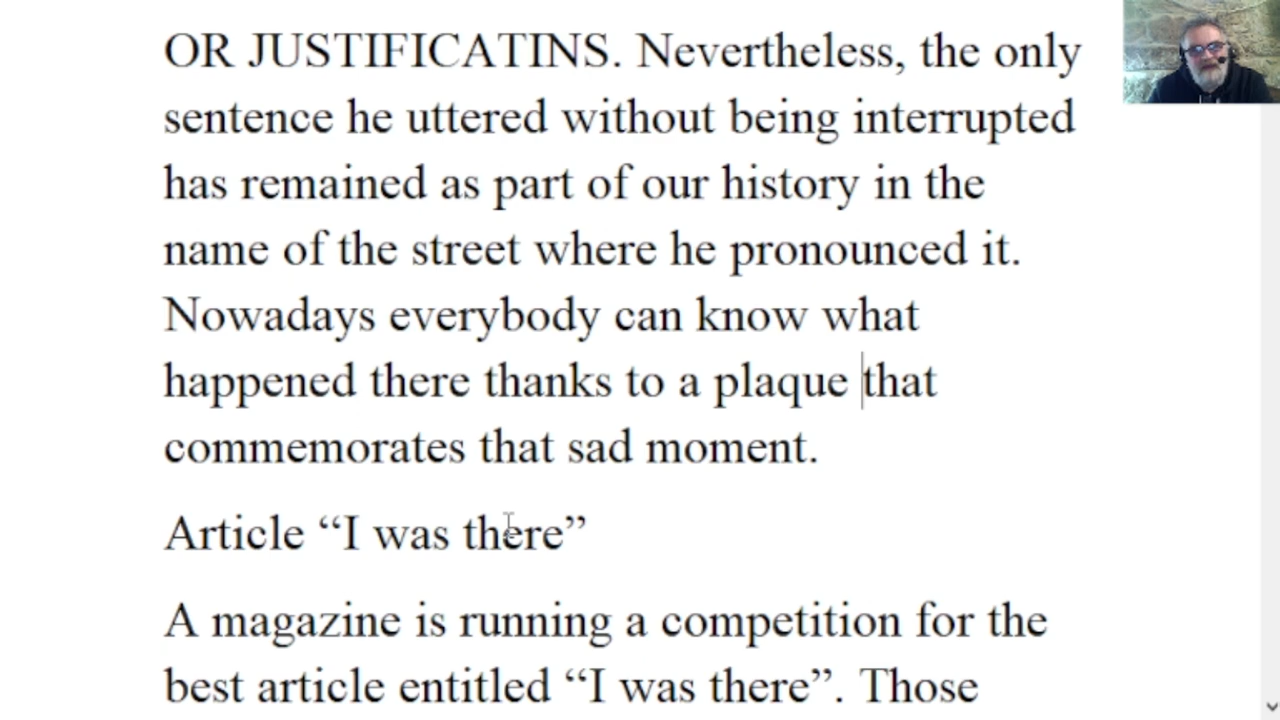 OR JUSTIFICATINS. Nevertheless, the only
sentence he uttered without being interrupted
has remained as part of our history in the
name of the street where he pronounced it.
Nowadays everybody can know what
happened there thanks to a plaque that
commemorates that sad moment.
Article “I was there”
A magazine is running a competition for the
best article entitled “I was there”. Those